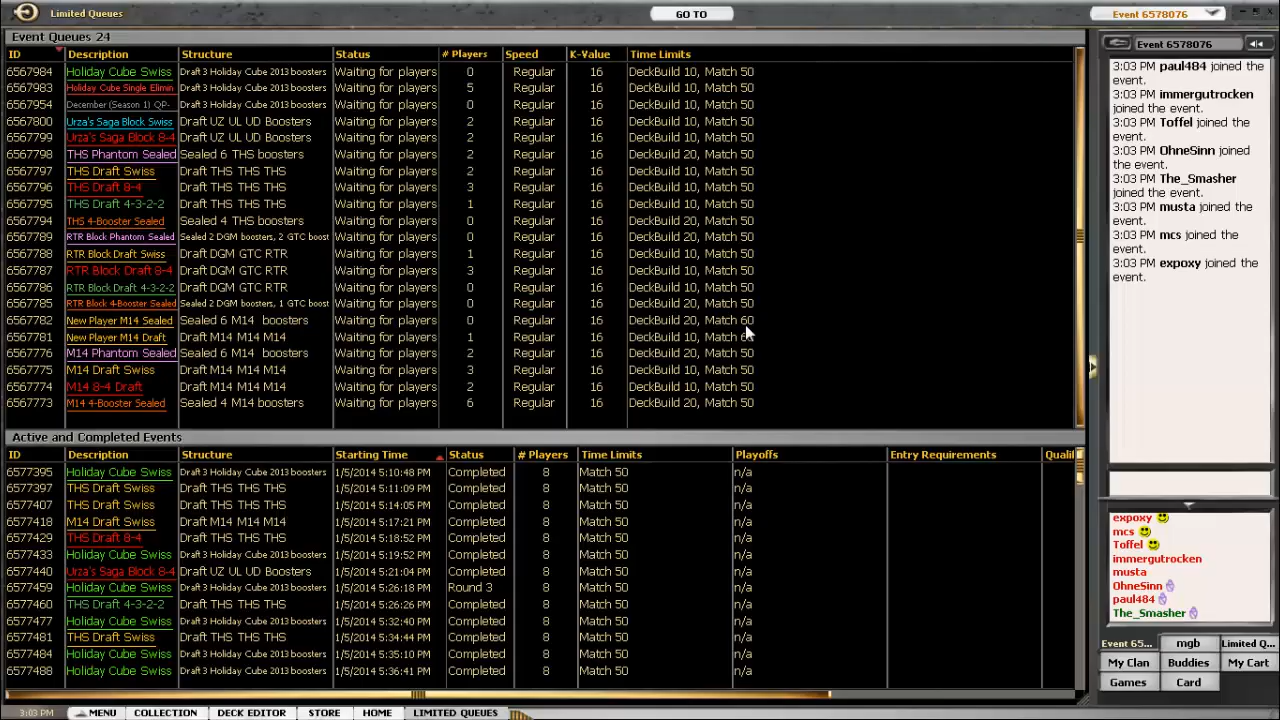 Limited Queues
GO TO
Event 6578076
Event Queues 24
ID Description Structure Status # Players Speed K-Value Time Limits
6567984 Holiday Cube Swiss Draft 3 Holiday Cube 2013 boosters Waiting for players 0 Regular 16 DeckBuild 10, Match 50
6567983 Holiday Cube Single Elimin Draft 3 Holiday Cube 2013 boosters Waiting for players 5 Regular 16 DeckBuild 10, Match 50
6567954 December (Season 1) QP- Draft 3 Holiday Cube 2013 boosters Waiting for players 0 Regular 16 DeckBuild 10, Match 50
6567800 Urza's Saga Block Swiss Draft UZ UL UD Boosters Waiting for players 2 Regular 16 DeckBuild 10, Match 50
6567799 Urza's Saga Block 8-4 Draft UZ UL UD Boosters Waiting for players 2 Regular 16 DeckBuild 10, Match 50
6567798 THS Phantom Sealed Sealed 6 THS boosters Waiting for players 2 Regular 16 DeckBuild 20, Match 50
6567797 THS Draft Swiss Draft THS THS THS Waiting for players 2 Regular 16 DeckBuild 10, Match 50
6567796 THS Draft 8-4 Draft THS THS THS Waiting for players 3 Regular 16 DeckBuild 10, Match 50
6567795 THS Draft 4-3-2-2 Draft THS THS THS Waiting for players 1 Regular 16 DeckBuild 10, Match 50
6567794 THS 4-Booster Sealed Sealed 4 THS boosters Waiting for players 0 Regular 16 DeckBuild 20, Match 50
6567789 RTR Block Phantom Sealed Sealed 2 DGM boosters, 2 GTC boost Waiting for players 0 Regular 16 DeckBuild 20, Match 50
6567788 RTR Block Draft Swiss Draft DGM GTC RTR Waiting for players 1 Regular 16 DeckBuild 10, Match 50
6567787 RTR Block Draft 8-4 Draft DGM GTC RTR Waiting for players 3 Regular 16 DeckBuild 10, Match 50
6567786 RTR Block Draft 4-3-2-2 Draft DGM GTC RTR Waiting for players 0 Regular 16 DeckBuild 10, Match 50
6567785 RTR Block 4-Booster Sealed Sealed 2 DGM boosters, 1 GTC boost Waiting for players 0 Regular 16 DeckBuild 20, Match 50
6567782 New Player M14 Sealed Sealed 6 M14 boosters Waiting for players 0 Regular 16 DeckBuild 20, Match 60
6567781 New Player M14 Draft Draft M14 M14 M14 Waiting for players 1 Regular 16 DeckBuild 10, Match
6567776 M14 Phantom Sealed Sealed 6 M14 boosters Waiting for players 2 Regular 16 DeckBuild 20, Match 50
6567775 M14 Draft Swiss Draft M14 M14 M14 Waiting for players 3 Regular 16 DeckBuild 10, Match 50
6567774 M14 8-4 Draft Draft M14 M14 M14 Waiting for players 2 Regular 16 DeckBuild 10, Match 50
6567773 M14 4-Booster Sealed Sealed 4 M14 boosters Waiting for players 6 Regular 16 DeckBuild 20, Match 50
Active and Completed Events
ID Description Structure Starting Time Status # Players Time Limits Playoffs Entry Requirements Quali
6577395 Holiday Cube Swiss Draft 3 Holiday Cube 2013 boosters 1/5/2014 5:10:48 PM Completed 8 Match 50 n/a
6577397 THS Draft Swiss Draft THS THS THS 1/5/2014 5:11:09 PM Completed 8 Match 50 n/a
6577407 THS Draft Swiss Draft THS THS THS 1/5/2014 5:14:05 PM Completed 8 Match 50 n/a
6577418 M14 Draft Swiss Draft M14 M14 M14 1/5/2014 5:17:21 PM Completed 8 Match 50 n/a
6577429 THS Draft 8-4 Draft THS THS THS 1/5/2014 5:18:52 PM Completed 8 Match 50 n/a
6577433 Holiday Cube Swiss Draft 3 Holiday Cube 2013 boosters 1/5/2014 5:19:52 PM Completed 8 Match 50 n/a
6577440 Urza's Saga Block 8-4 Draft UZ UL UD Boosters 1/5/2014 5:21:04 PM Completed 8 Match 50 n/a
6577459 Holiday Cube Swiss Draft 3 Holiday Cube 2013 boosters 1/5/2014 5:26:18 PM Round 3 8 Match 50 n/a
6577460 THS Draft 4-3-2-2 Draft THS THS THS 1/5/2014 5:26:26 PM Completed 8 Match 50 n/a
6577477 Holiday Cube Swiss Draft 3 Holiday Cube 2013 boosters 1/5/2014 5:32:40 PM Completed 8 Match 50 n/a
6577481 THS Draft Swiss Draft THS THS THS 1/5/2014 5:34:44 PM Completed 8 Match 50 n/a
6577484 Holiday Cube Swiss Draft 3 Holiday Cube 2013 boosters 1/5/2014 5:35:10 PM Completed 8 Match 50 n/a
6577488 Holiday Cube Swiss Draft 3 Holiday Cube 2013 boosters 1/5/2014 5:36:41 PM Completed 8 Match 50 n/a
Event 6578076
3:03 PM paul484 joined the
event.
3:03 PM immergutrocken
joined the event.
3:03 PM Toffel joined the
event.
3:03 PM OhneSinn joined
the event.
3:03 PM The_Smasher
joined the event.
3:03 PM musta joined the
event.
3:03 PM mcs joined the
event.
3:03 PM expoxy joined the
event.
expoxy
mcs
Toffel
immergutrocken
musta
OhneSinn
paul484
The_Smasher
Event 65... mgb Limited Q...
My Clan Buddies My Cart
Games Card
3:03 PM MENU COLLECTION DECK EDITOR STORE HOME LIMITED QUEUES